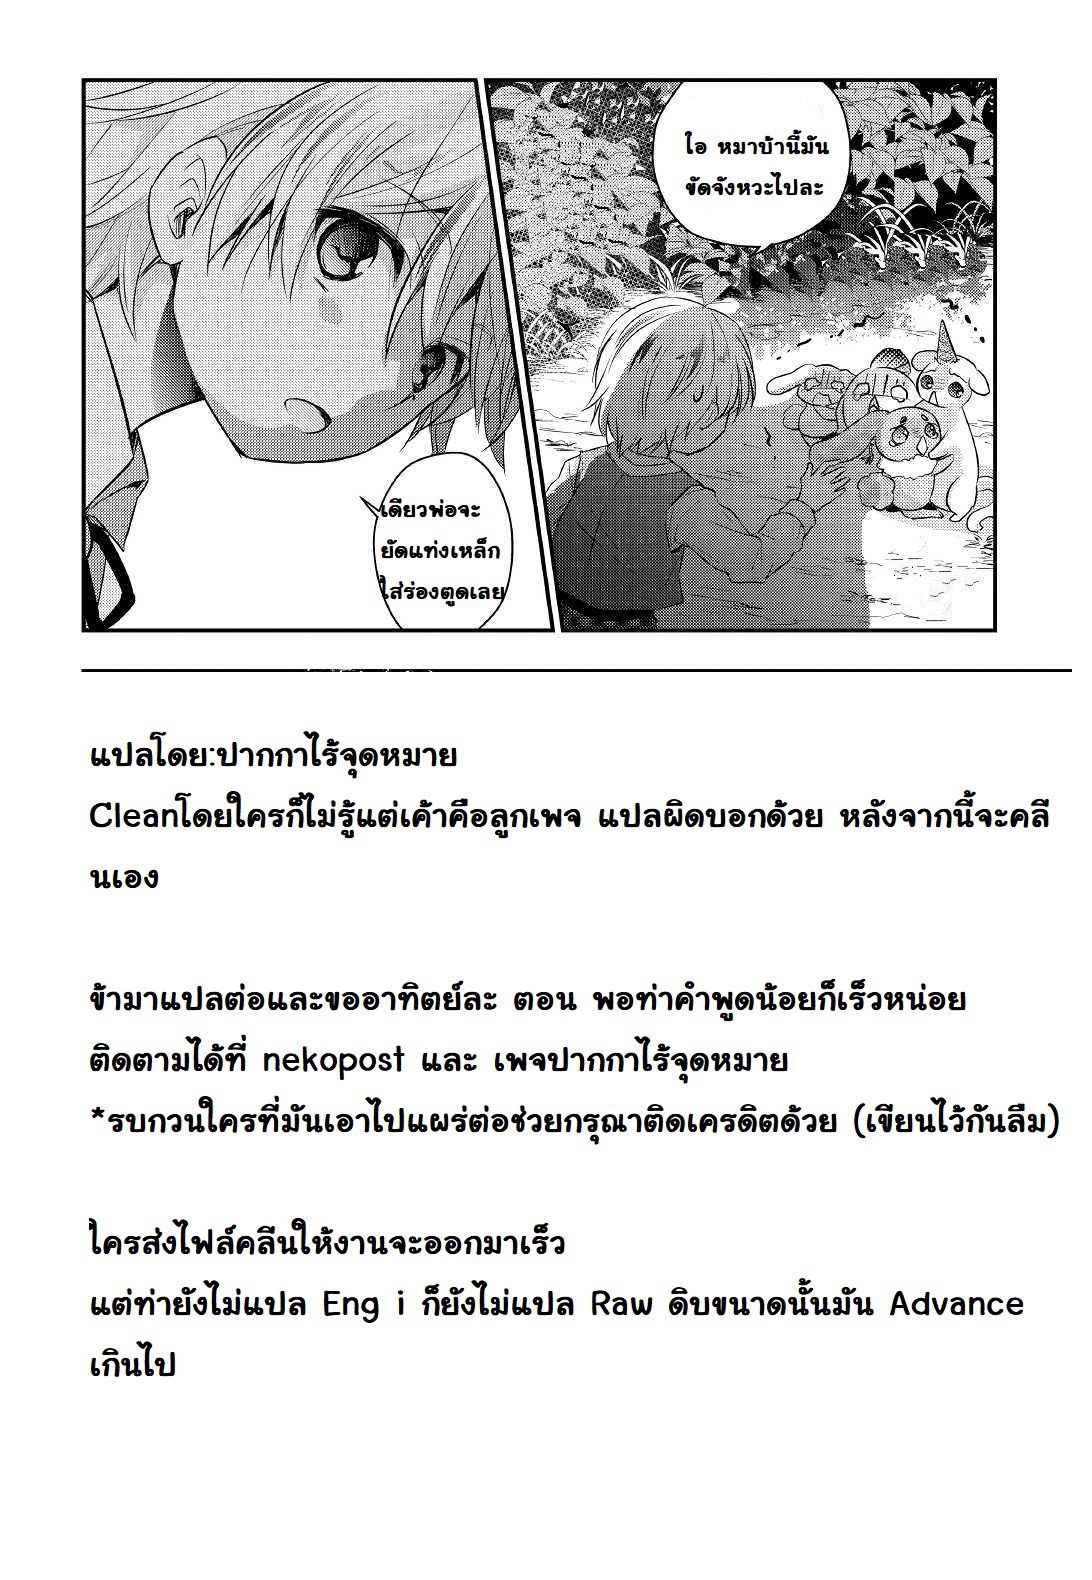 ไอ หมาบ้านี้มัน
ขัดจังหวะไปละ
เดียวพ่อจะ
ยัดแท่งเหล็ก
ใส่ร่องตูดเลย
แปลโดย:ปากกาไร้จุดหมาย
Cleanโดยใครก็ไม่รู้แต่เค้าคือลูกเพจ แปลผิดบอกด้วย หลังจากนี้จะคลี
นเอง
ข้ามาแปลต่อและขออาทิตย์ละ ตอน พอท่าคำพูดน้อยก็เร็วหน่อย
ติดตามได้ที่ nekopost และ เพจปากกาไร้จุดหมาย
*รบกวนใครที่มันเอาไปแผร่ต่อช่วยกรุณาติดเครดิตด้วย (เขียนไว้กันลืม)
ใครส่งไฟล์คลีนให้งานจะออกมาเร็ว
แต่ท่ายังไม่แปล Eng i ก็ยังไม่แปล Raw ดิบขนาดนั้นมัน Advance
เกินไป